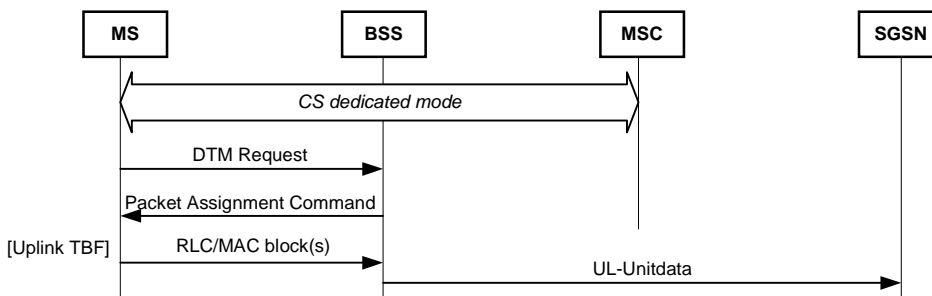 MS
BSS
MSC
SGSN
CS dedicated mode
DTM Request
Packet Assignment Command
[Uplink TBF]
RLC/MAC block(s)
UL-Unitdata